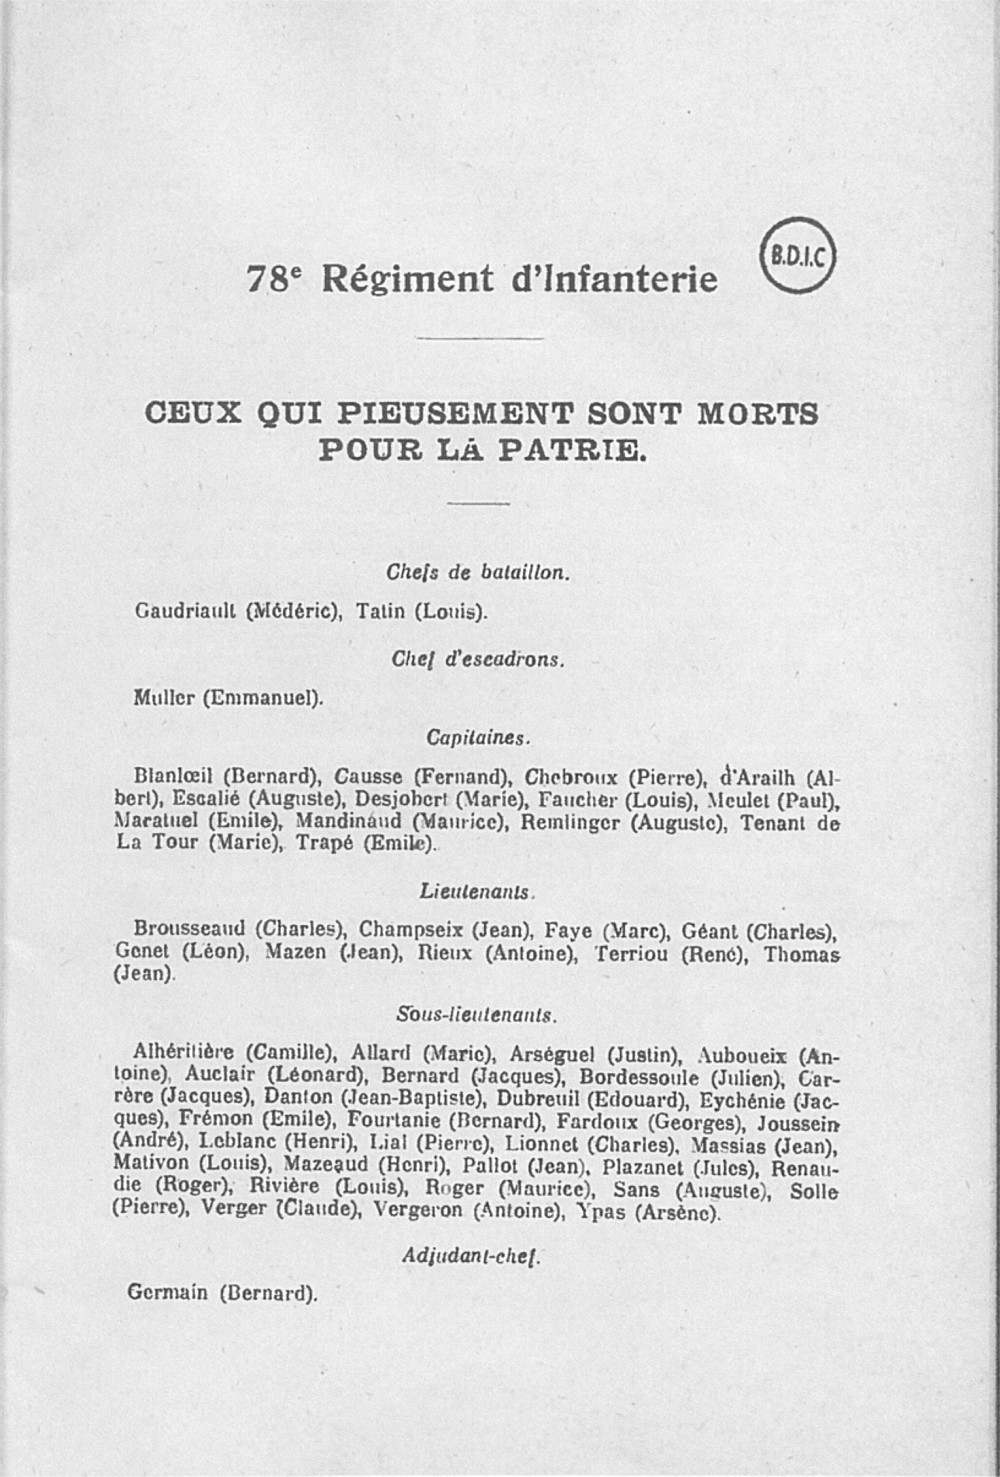 B.D.I.C
78e Régiment d'Infanterie
CEUX QUI PIEUSEMENT SONT MORTS
POUR LA PATRIE.
Chefs de bataillon.
Gaudriault (Médéric), Tatin (Louis).
Chef d'escadrons.
Muller (Emmanuel).
Capitaines.
Blanlœil (Bernard), Causse (Fernand), Chebroux (Pierre), d'Arailh (Al-
bert), Escalié (Auguste), Desjobert (Marie), Faucher (Louis), Meulet (Paul),
Maratuel (Emile), Mandinaud (Maurice), Remlinger (Auguste), Tenant de
La Tour (Marie), Trapé (Emile).
Lieutenants.
Brousseaud (Charles), Champseix (Jean), Faye (Marc), Géant (Charles),
Genet (Léon), Mazen (Jean), Rieux (Antoine), Terriou (René), Thomas
(Jean).
Sous-lieutenants.
Alhéritière (Camille), Allard (Marie), Arséguel (Justin), Auboueix (An-
toine), Auclair (Léonard), Bernard (Jacques), Bordessoule (Julien), Car-
rère (Jacques), Danton (Jean-Baptiste), Dubreuil (Edouard), Eychénie (Jac-
ques), Frémon (Emile), Fourtanie (Bernard), Fardoux (Georges), Joussein
(André), Leblanc (Henri), Lial (Pierre), Lionnet (Charles), Massias (Jean),
Mativon (Louis), Mazeaud (Henri), Pallot (Jean), Plazanet (Jules), Renau-
die (Roger), Rivière (Louis), Roger (Maurice), Sans (Auguste), Solle
(Pierre), Verger (Claude), Vergeron (Antoine), Ypas (Arsène).
Adjudant-chef.
Germain (Bernard).